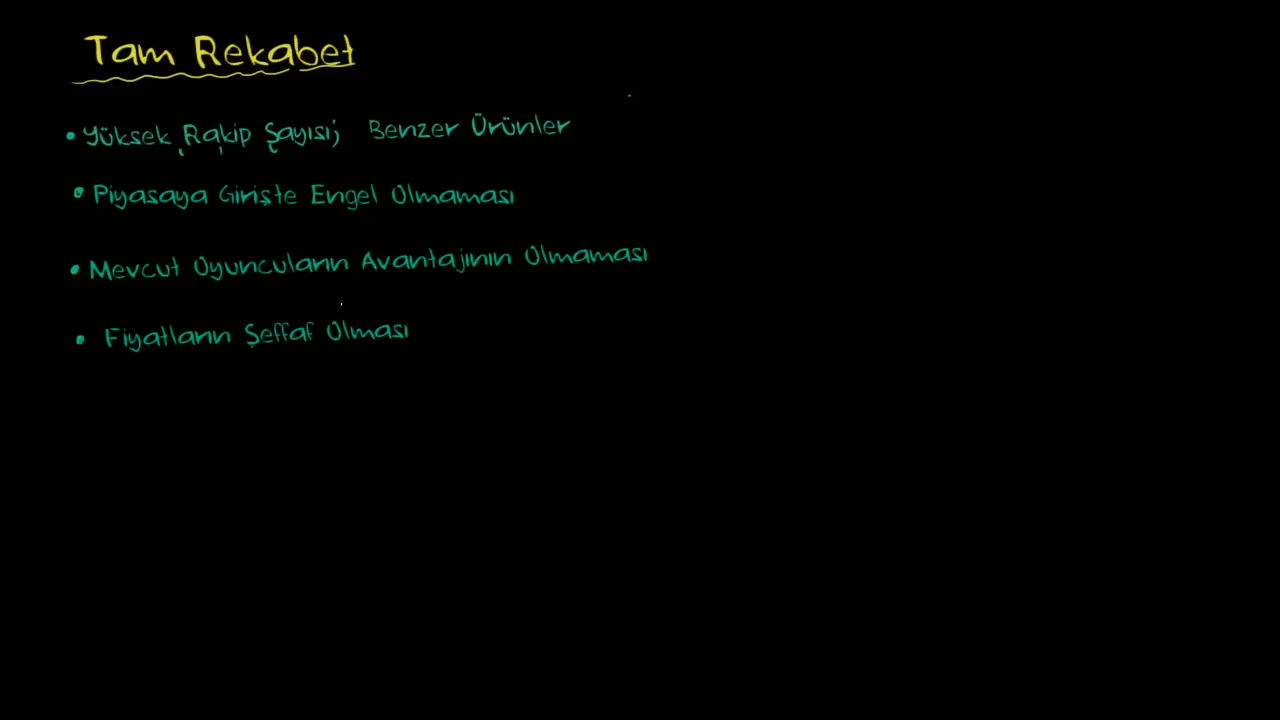 Tam Rekabet
• Yüksek Rakip Sayısı; Benzer Ürünler
• Piyasaya Girişte Engel Olmaması
• Mevcut Oyuncuların Avantajının Olmaması
• Fiyatların Şeffaf Olması